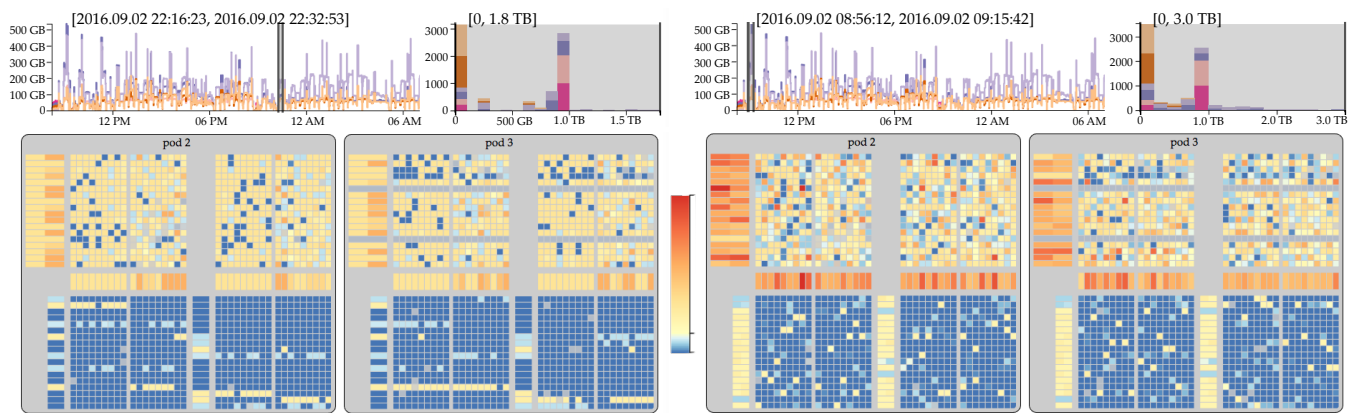 [2016.09.02 22:16:23, 2016.09.02 22:32:53]
[0, 1.8 TB]
500 GB
400 GB
300 GB
200 GB
100 GB
0
12 PM
06 PM
12 AM
06 AM
3000
2000
1000
0
0
500 GB
1.0 TB
1.5 TB
pod 2
pod 3
[2016.09.02 08:56:12, 2016.09.02 09:15:42]
[0, 3.0 TB]
500 GB
400 GB
300 GB
200 GB
100 GB
0
12 PM
06 PM
12 AM
06 AM
3000
2000
1000
0
0
1.0 TB
2.0 TB
3.0 TB
pod 2
pod 3